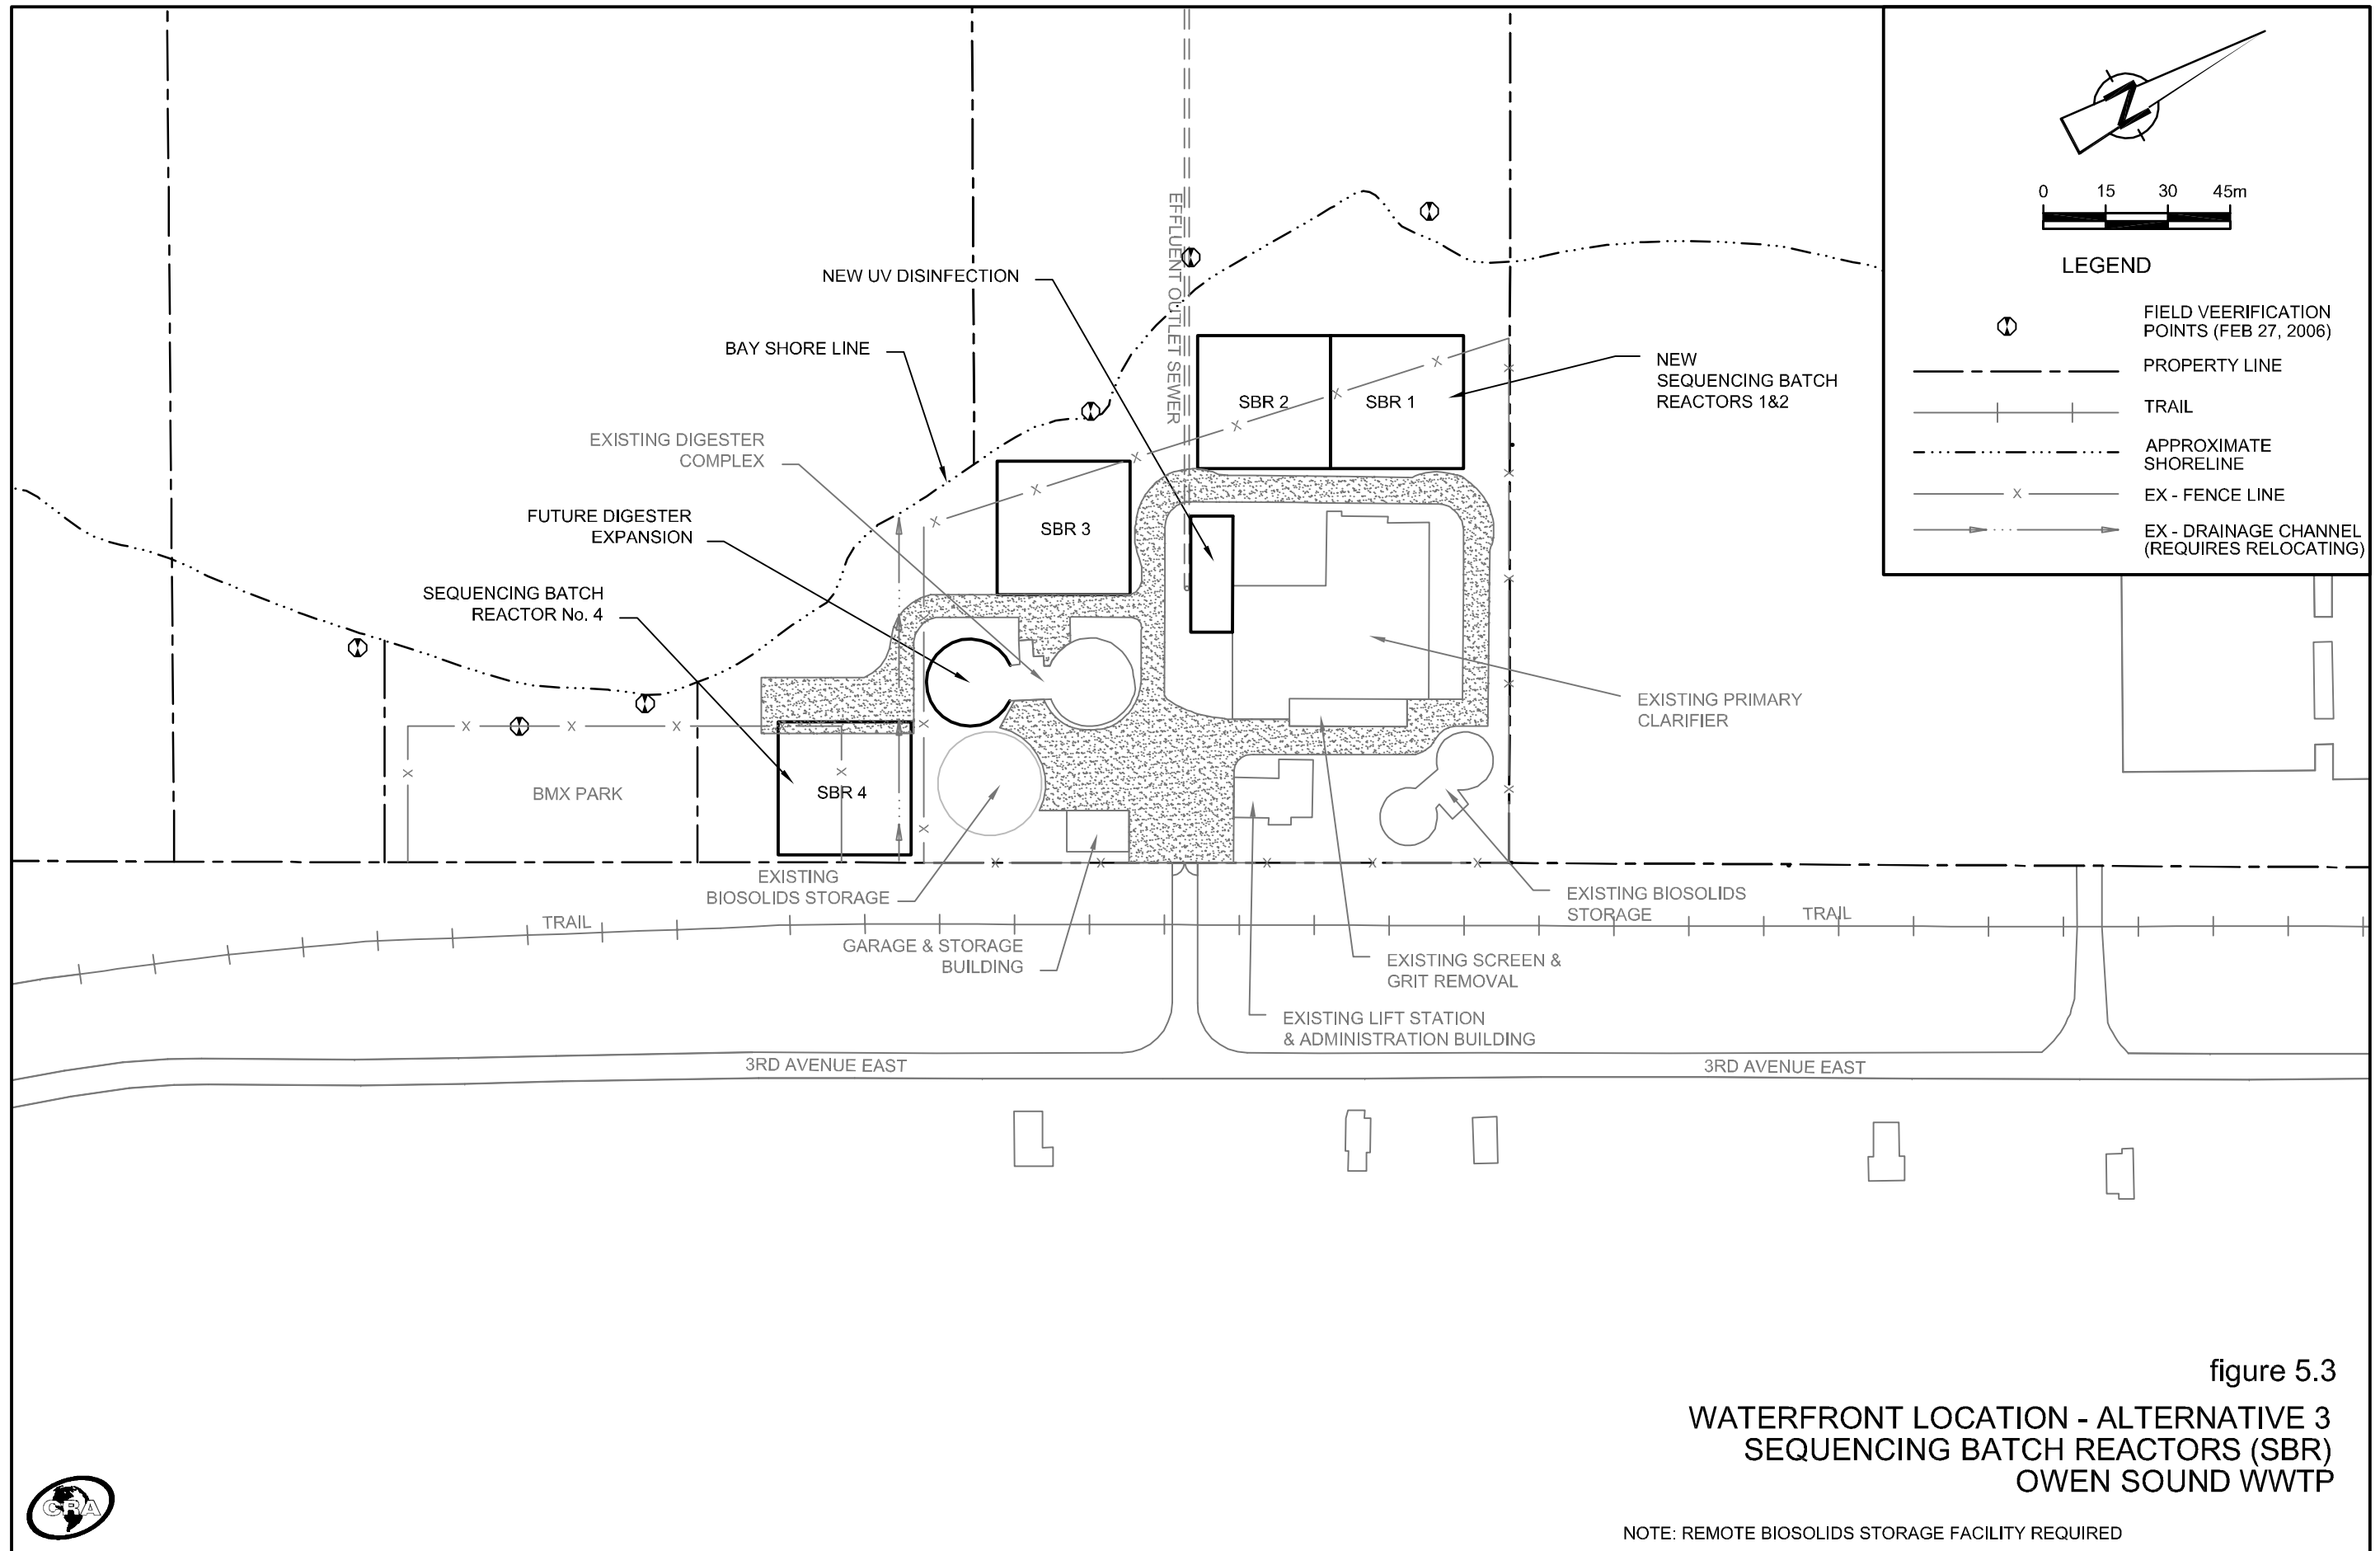 N
0 15 30 45m
LEGEND
FIELD VEERIFICATION
POINTS (FEB 27, 2006)
PROPERTY LINE
TRAIL
APPROXIMATE
SHORELINE
X
EX - FENCE LINE
EX - DRAINAGE CHANNEL
(REQUIRES RELOCATING)
EFFLUENT OUTLET SEWER
NEW UV DISINFECTION
BAY SHORE LINE
NEW
SEQUENCING BATCH
REACTORS 1&2
SBR 2
SBR 1
EXISTING DIGESTER
COMPLEX
FUTURE DIGESTER
EXPANSION
SBR 3
SEQUENCING BATCH
REACTOR No. 4
EXISTING PRIMARY
CLARIFIER
BMX PARK
SBR 4
EXISTING
BIOSOLIDS STORAGE
EXISTING BIOSOLIDS
STORAGE
TRAIL
TRAIL
GARAGE & STORAGE
BUILDING
EXISTING SCREEN &
GRIT REMOVAL
EXISTING LIFT STATION
& ADMINISTRATION BUILDING
3RD AVENUE EAST
3RD AVENUE EAST
figure 5.3
WATERFRONT LOCATION - ALTERNATIVE 3
SEQUENCING BATCH REACTORS (SBR)
OWEN SOUND WWTP
CRA
NOTE: REMOTE BIOSOLIDS STORAGE FACILITY REQUIRED